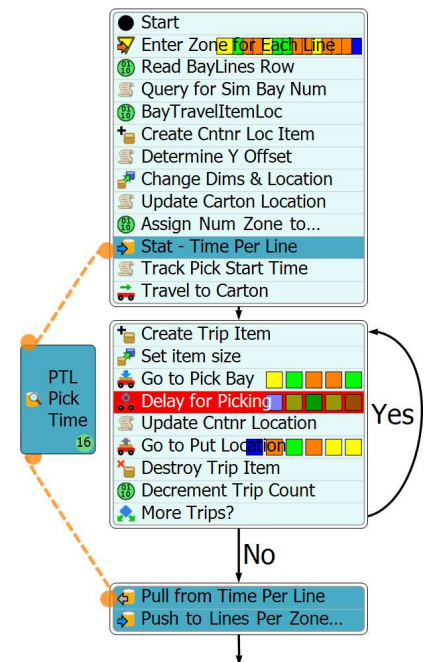 Start
Enter Zone for Each Line
Read BayLines Row
Query for Sim Bay Num
BayTravelItemLoc
Create Cntnr Loc Item
Determine Y Offset
Change Dims & Location
Update Carton Location
Assign Num Zone to...
Stat - Time Per Line
Track Pick Start Time
Travel to Carton
PTL
Pick
Time
16
Create Trip Item
Set item size
Go to Pick Bay
Delay for Picking
Update Cntnr Location
Go to Put Location
Destroy Trip Item
Decrement Trip Count
More Trips?
Yes
No
Pull from Time Per Line
Push to Lines Per Zone...